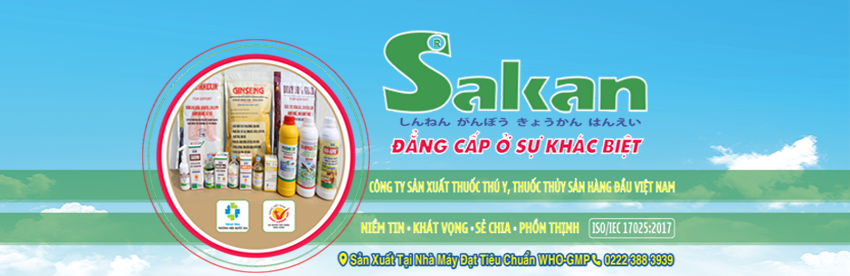 Sakan®
しんねん がんぼう きょうかん はんえい
ĐẲNG CẤP Ở SỰ KHÁC BIỆT
GINSENG
CÔNG TY SẢN XUẤT THUỐC THÚ Y, THUỐC THỦY SẢN HÀNG ĐẦU VIỆT NAM
NIỀM TIN • KHÁT VỌNG • SẺ CHIA • PHỒN THỊNH ISO/IEC 17025:2017
Sản Xuất Tại Nhà Máy Đạt Tiêu Chuẩn WHO-GMP 0222 388 3939